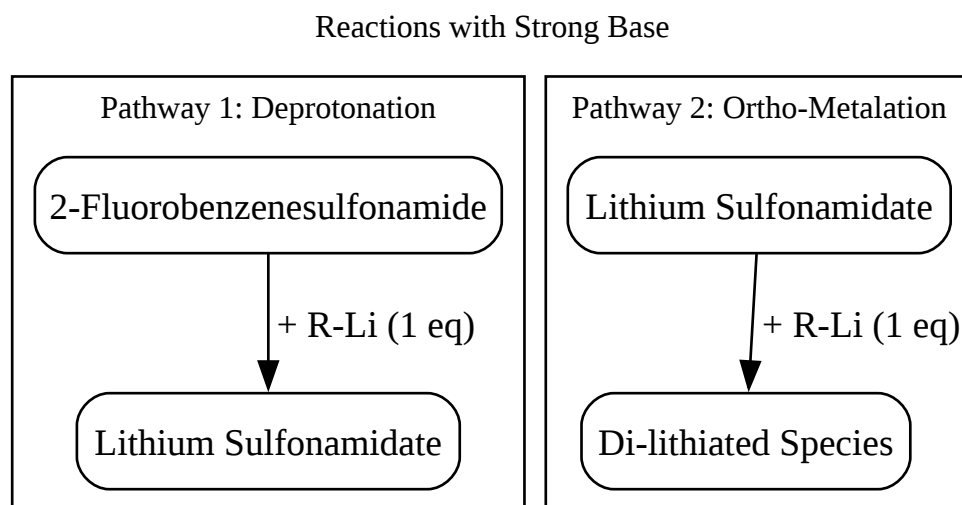 Reactions with Strong Base
Pathway 1: Deprotonation
2-Fluorobenzenesulfonamide
+ R-Li (1 eq)
Lithium Sulfonamidate
Pathway 2: Ortho-Metalation
Lithium Sulfonamidate
+ R-Li (1 eq)
Di-lithiated Species